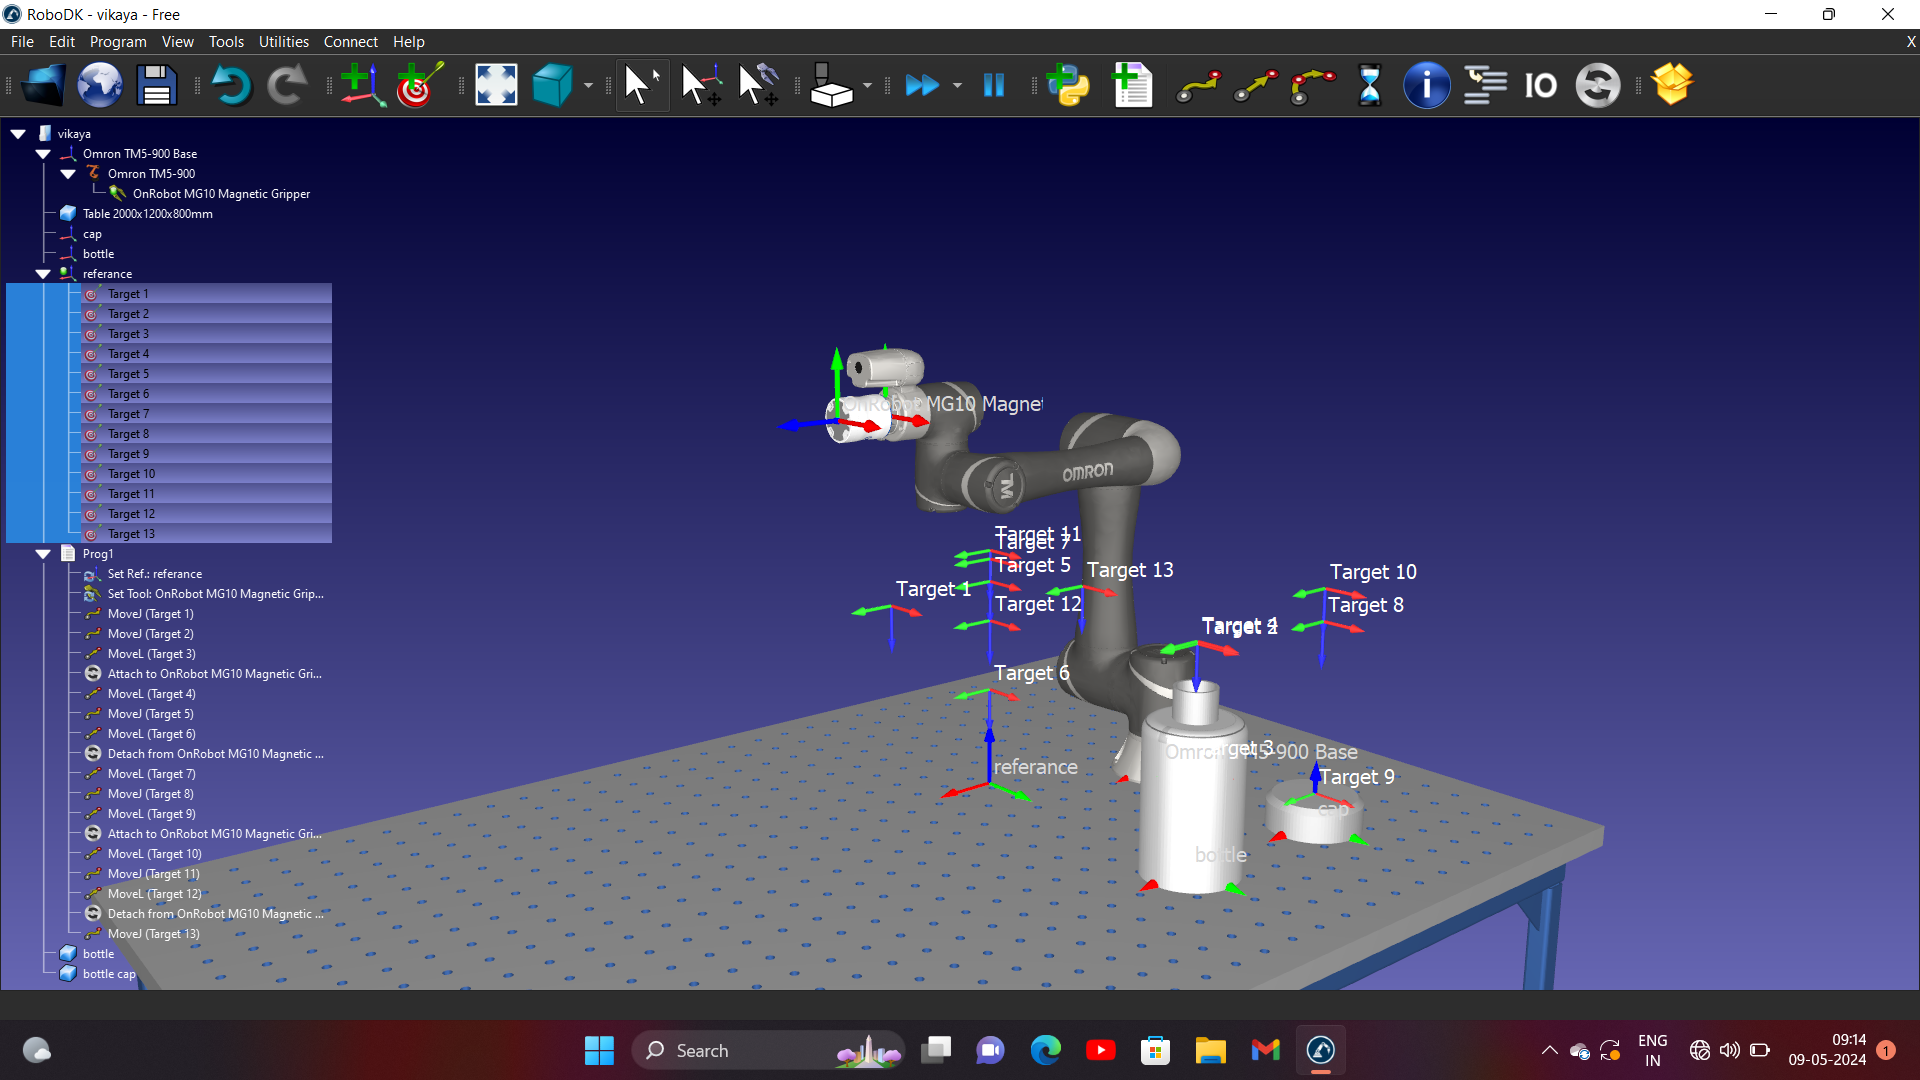 RoboDK - vikaya - Free
File Edit Program View Tools Utilities Connect Help X
IO
vikaya
Omron TM5-900 Base
Omron TM5-900
OnRobot MG10 Magnetic Gripper
Table 2000x1200x800mm
cap
bottle
referance
Target 1
Target 2
Target 3
Target 4
Target 5
Target 6
Target 7
Target 8
Target 9
Target 10
Target 11
Target 12
Target 13
Prog1
Set Ref.: referance
Set Tool: OnRobot MG10 Magnetic Grip...
MoveJ (Target 1)
MoveJ (Target 2)
MoveL (Target 3)
Attach to OnRobot MG10 Magnetic Gri...
MoveL (Target 4)
MoveJ (Target 5)
MoveL (Target 6)
Detach from OnRobot MG10 Magnetic ...
MoveL (Target 7)
MoveJ (Target 8)
MoveL (Target 9)
Attach to OnRobot MG10 Magnetic Gri...
MoveL (Target 10)
MoveJ (Target 11)
MoveL (Target 12)
Detach from OnRobot MG10 Magnetic ...
MoveJ (Target 13)
bottle
bottle cap
OnRobot MG10 Magnet
OMRON
TM
Target 11
Target 7
Target 5
Target 13
Target 10
Target 1
Target 12
Target 8
Target 4
Target 6
Target 3
Omron TM5-900 Base
referance
Target 9
cap
bottle
Search
ENG
IN
09:14
09-05-2024
1